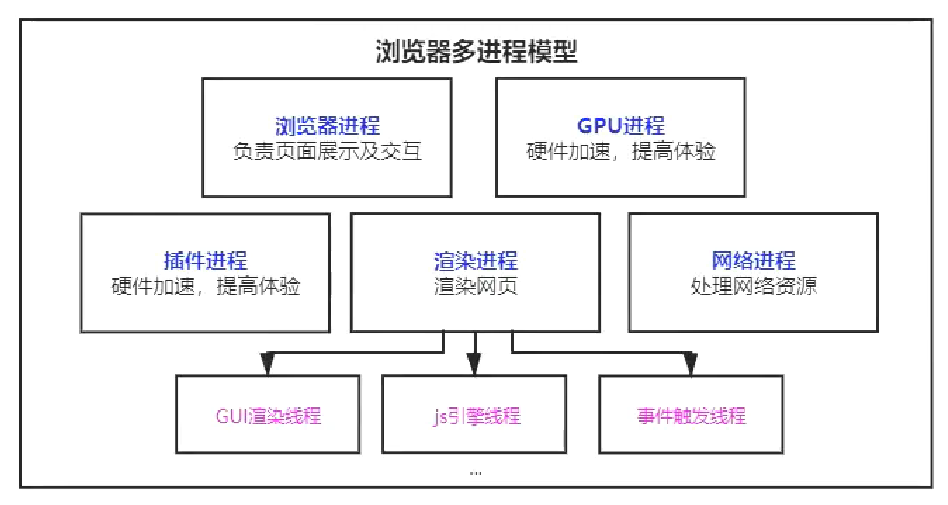 浏览器多进程模型
浏览器进程
负责页面展示及交互
GPU进程
硬件加速，提高体验
插件进程
硬件加速，提高体验
渲染进程
渲染网页
网络进程
处理网络资源
GUI渲染线程
js引擎线程
事件触发线程
...